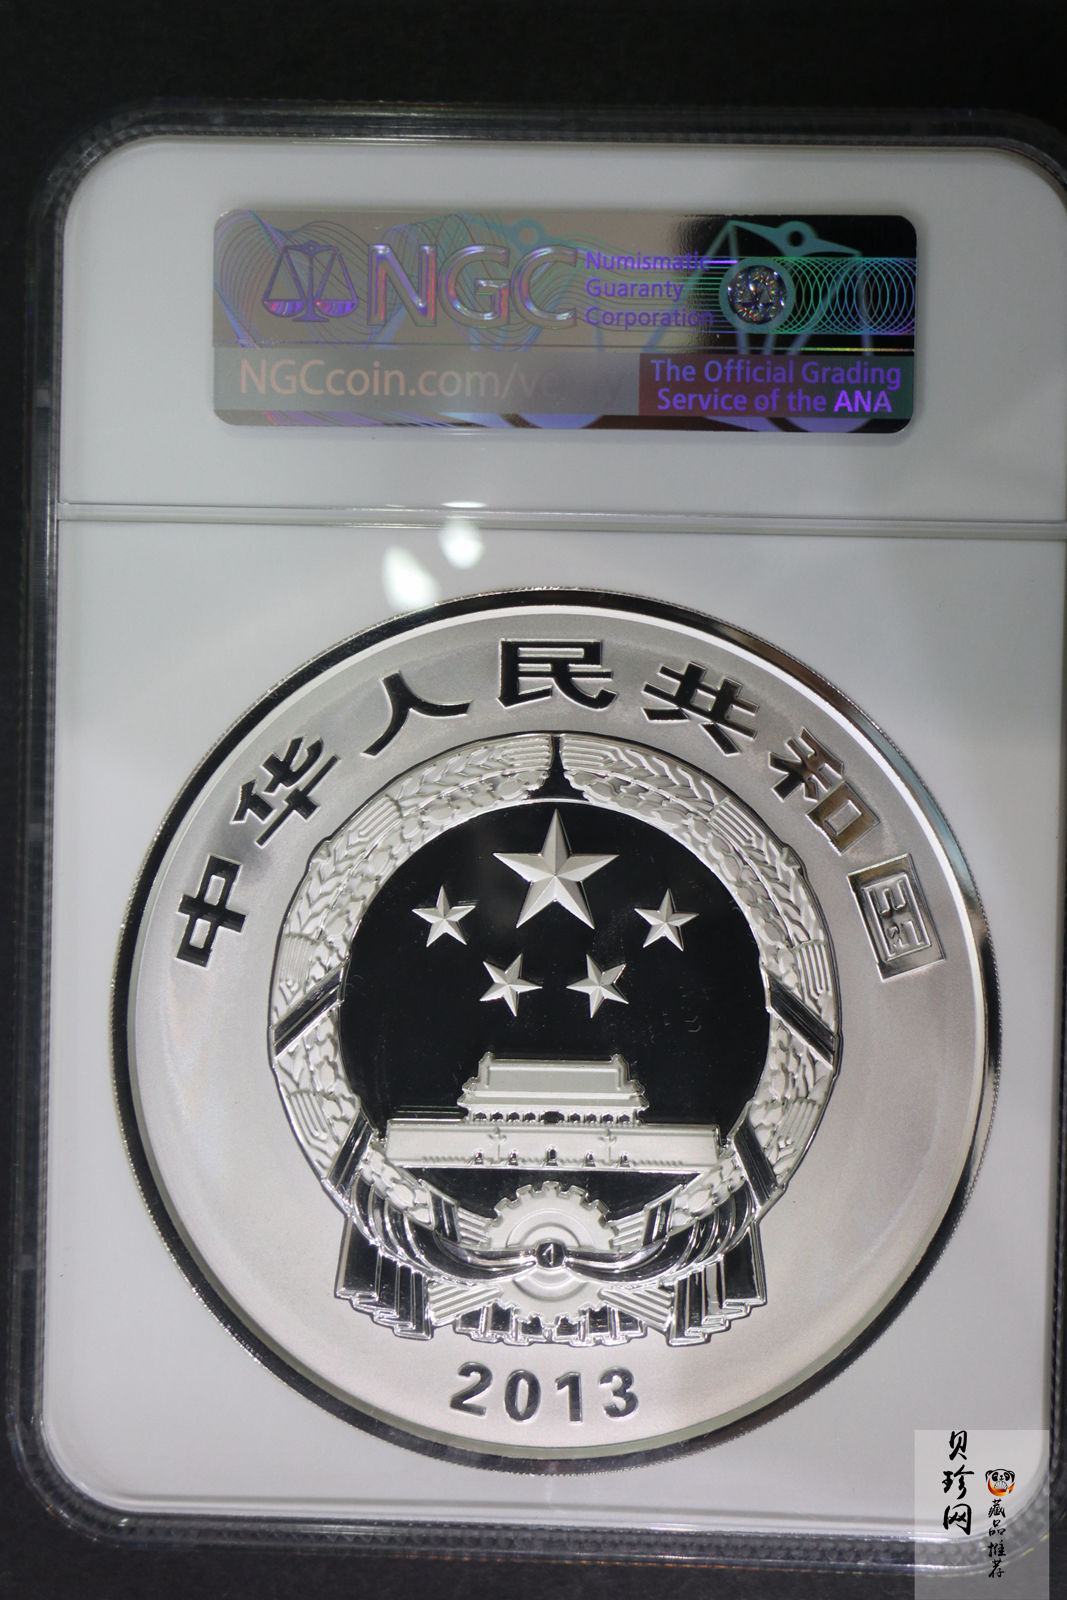 NGC
Numismatic
Guaranty
Corporation
NGCcoin.com/verify
The Official Grading
Service of the ANA
中华人民共和国
2013
贝珍网
藏品推荐